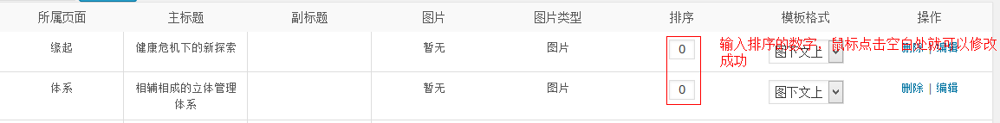 所属页面 主标题 副标题 图片 图片类型 排序 模板格式 操作
缘起 健康危机下的新探索 暂无 图片 0 图下文上 删除 | 编辑
输入排序的数字，鼠标点击空白处就可以修改
成功
体系 相辅相成的立体管理 暂无 图片 0 图下文上 删除 | 编辑
体系